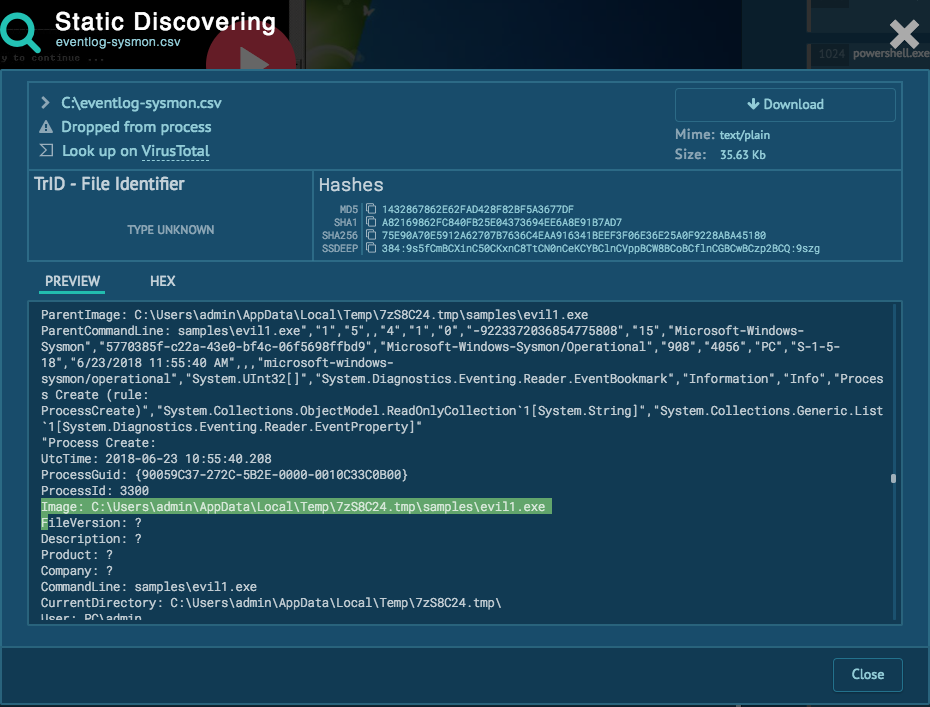 Static Discovering
eventlog-sysmon.csv
y to continue ...
1024 powershell.exe
C:\eventlog-sysmon.csv
Download
Dropped from process
Mime: text/plain
Look up on VirusTotal
Size: 35.63 Kb
TrID - File Identifier
TYPE UNKNOWN
Hashes
MD5 1432867862E62FAD428F82BF5A3677DF
SHA1 A82169862FC840FB25E04373694EE6A8E91B7AD7
SHA256 75E90A70E5912A62707B7636C4EAA916341BEEF3F06E36E25A0F9228ABA45180
SSDEEP 384:9s5fCmBCXinC50CKxnC8TtCN0nCeKCYBClnCVppBCW8BCoBCflnCGBCwBCzp2BCQ:9szg
PREVIEW HEX
ParentImage: C:\Users\admin\AppData\Local\Temp\7zS8C24.tmp\samples\evil1.exe
ParentCommandLine: samples\evil1.exe","1","5",,"4","1","0","-9223372036854775808","15","Microsoft-Windows-
Sysmon","5770385f-c22a-43e0-bf4c-06f5698ffbd9","Microsoft-Windows-Sysmon/Operational","908","4056","PC","S-1-5-
18","6/23/2018 11:55:40 AM",,,"microsoft-windows-
sysmon/operational","System.UInt32[]","System.Diagnostics.Eventing.Reader.EventBookmark","Information","Info","Proces
s Create (rule:
ProcessCreate)","System.Collections.ObjectModel.ReadOnlyCollection`1[System.String]","System.Collections.Generic.List
`1[System.Diagnostics.Eventing.Reader.EventProperty]"
"Process Create:
UtcTime: 2018-06-23 10:55:40.208
ProcessGuid: {90059C37-272C-5B2E-0000-0010C33C0B00}
ProcessId: 3300
Image: C:\Users\admin\AppData\Local\Temp\7zS8C24.tmp\samples\evil1.exe
FileVersion: ?
Description: ?
Product: ?
Company: ?
CommandLine: samples\evil1.exe
CurrentDirectory: C:\Users\admin\AppData\Local\Temp\7zS8C24.tmp\
User: PC\admin
Close